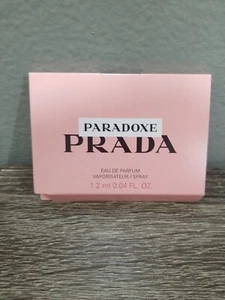 PARADOXE
PRADA
EAU DE PARFUM
VAPORISATEUR / SPRAY
1.2 ml 0.04 FL. OZ.